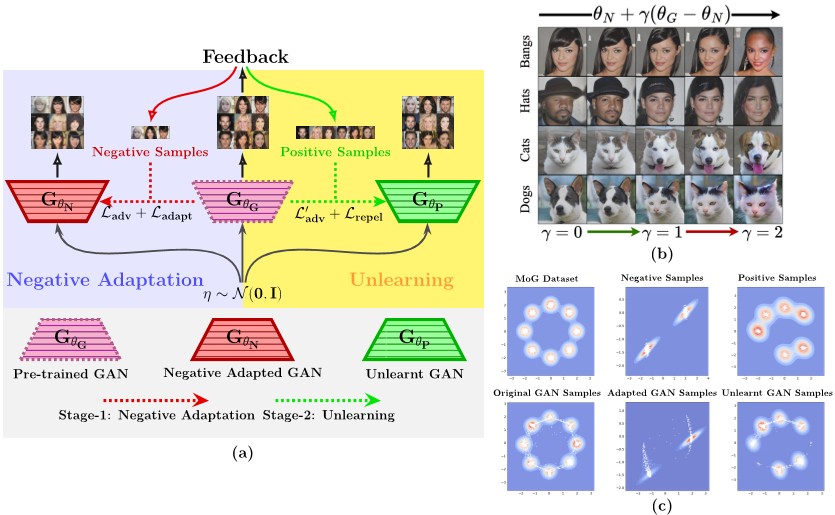 Feedback
Negative Samples
Positive Samples
G_{θ_N}
G_{θ_G}
G_{θ_P}
ℒ_adv + ℒ_adapt
ℒ′_adv + ℒ_repel
Negative Adaptation
Unlearning
η ∼ 𝒩(0, I)
G_{θ_G}
G_{θ_N}
G_{θ_P}
Pre-trained GAN
Negative Adapted GAN
Unlearnt GAN
Stage-1: Negative Adaptation
Stage-2: Unlearning
(a)
θ_N + γ(θ_G − θ_N)
Bangs
Hats
Cats
Dogs
γ = 0
γ = 1
γ = 2
(b)
MoG Dataset
Negative Samples
Positive Samples
Original GAN Samples
Adapted GAN Samples
Unlearnt GAN Samples
(c)